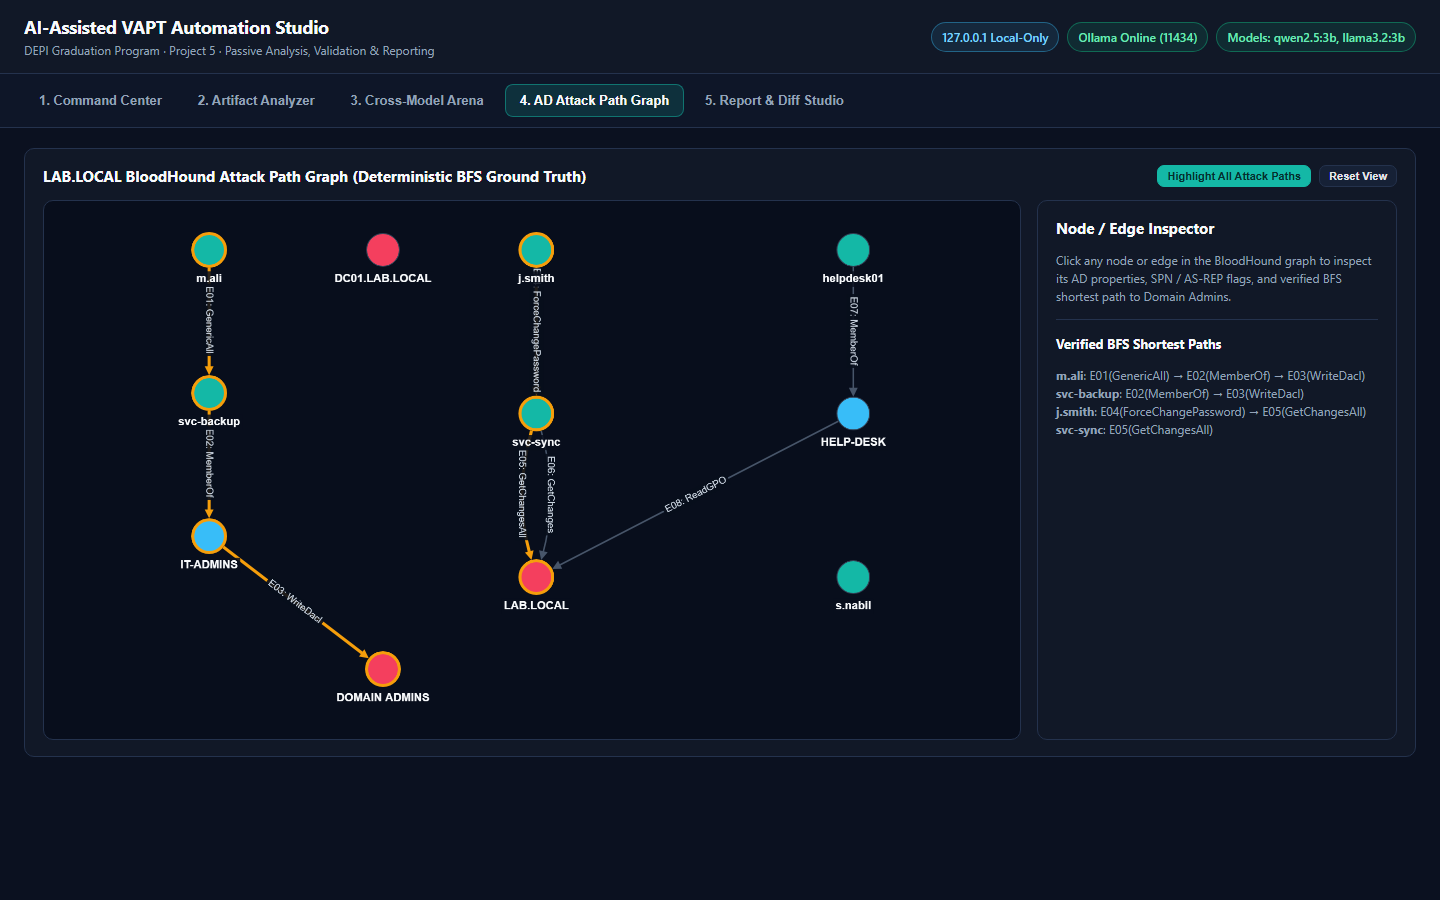 AI-Assisted VAPT Automation Studio
DEPI Graduation Program · Project 5 · Passive Analysis, Validation & Reporting
127.0.0.1 Local-Only
Ollama Online (11434)
Models: qwen2.5:3b, llama3.2:3b
1. Command Center
2. Artifact Analyzer
3. Cross-Model Arena
4. AD Attack Path Graph
5. Report & Diff Studio
LAB.LOCAL BloodHound Attack Path Graph (Deterministic BFS Ground Truth)
Highlight All Attack Paths
Reset View
m.ali
DC01.LAB.LOCAL
j.smith
helpdesk01
E01: GenericAll
E04: ForceChangePassword
E07: MemberOf
svc-backup
svc-sync
HELP-DESK
E02: MemberOf
E05: GetChangesAll
E06: GetChanges
E08: ReadGPO
IT-ADMINS
LAB.LOCAL
s.nabil
E03: WriteDacl
DOMAIN ADMINS
Node / Edge Inspector
Click any node or edge in the BloodHound graph to inspect
its AD properties, SPN / AS-REP flags, and verified BFS
shortest path to Domain Admins.
Verified BFS Shortest Paths
m.ali: E01(GenericAll) → E02(MemberOf) → E03(WriteDacl)
svc-backup: E02(MemberOf) → E03(WriteDacl)
j.smith: E04(ForceChangePassword) → E05(GetChangesAll)
svc-sync: E05(GetChangesAll)